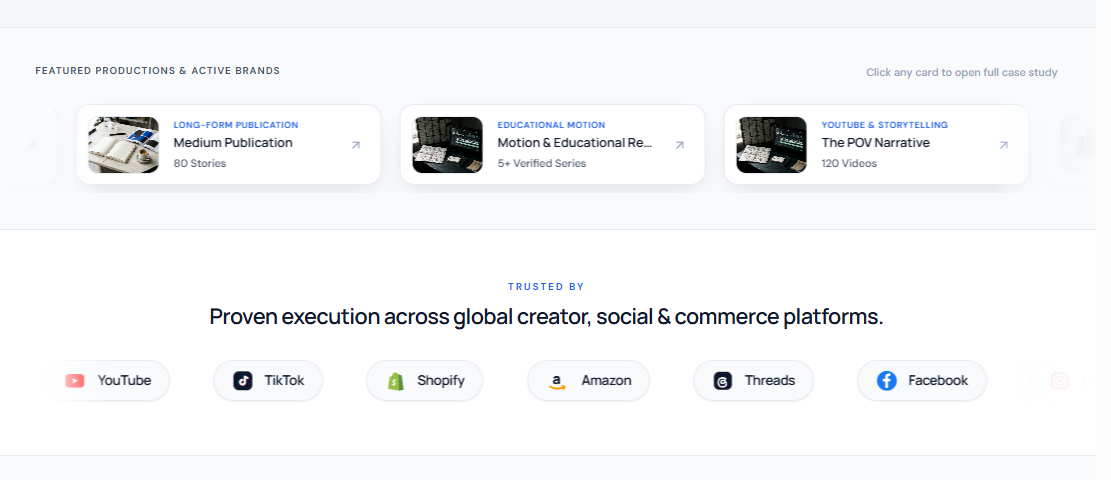 FEATURED PRODUCTIONS & ACTIVE BRANDS
Click any card to open full case study
LONG-FORM PUBLICATION
Medium Publication
80 Stories
EDUCATIONAL MOTION
Motion & Educational Re...
5+ Verified Series
YOUTUBE & STORYTELLING
The POV Narrative
120 Videos
TRUSTED BY
Proven execution across global creator, social & commerce platforms.
YouTube
TikTok
Shopify
Amazon
Threads
Facebook